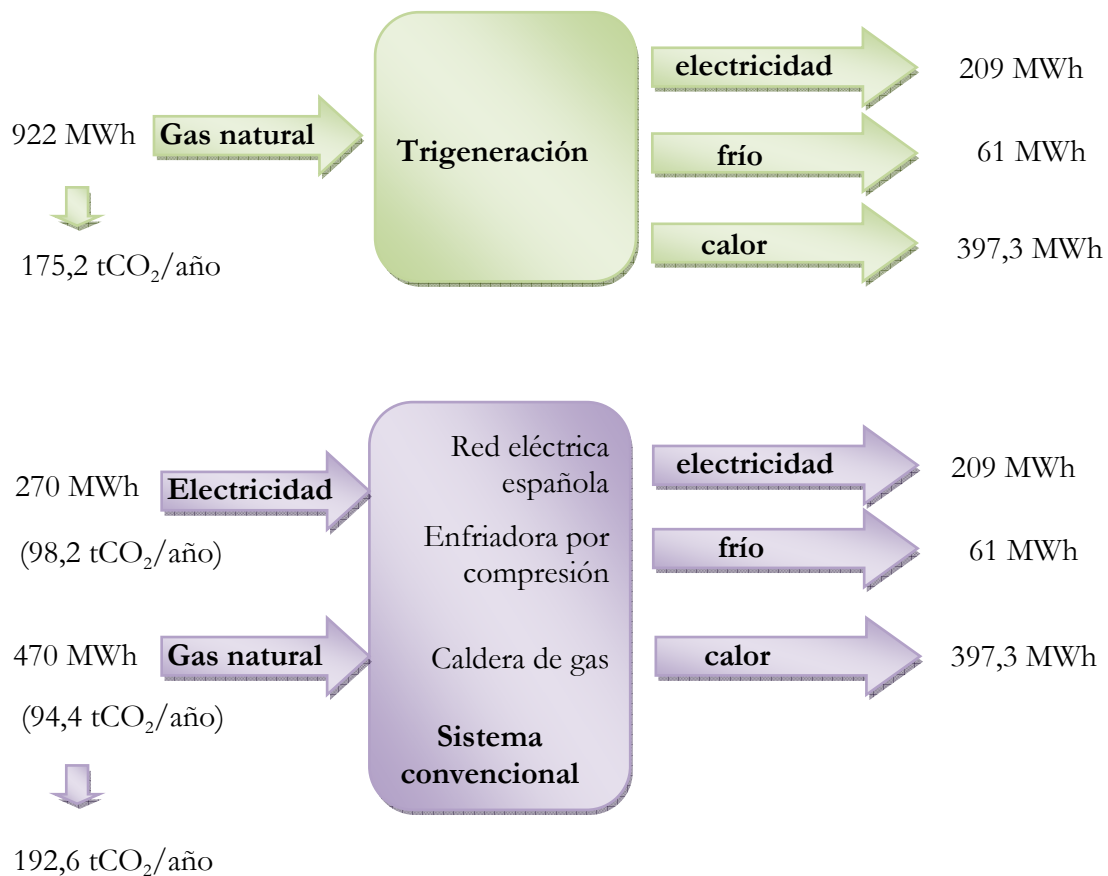 electricidad
209 MWh
922 MWh
Gas natural
Trigeneración
frío
61 MWh
calor
397,3 MWh
175,2 tCO₂/año
Red eléctrica
española
270 MWh
Electricidad
electricidad
209 MWh
(98,2 tCO₂/año)
Enfriadora por
compresión
frío
61 MWh
470 MWh
Gas natural
Caldera de gas
calor
397,3 MWh
(94,4 tCO₂/año)
Sistema
convencional
192,6 tCO₂/año